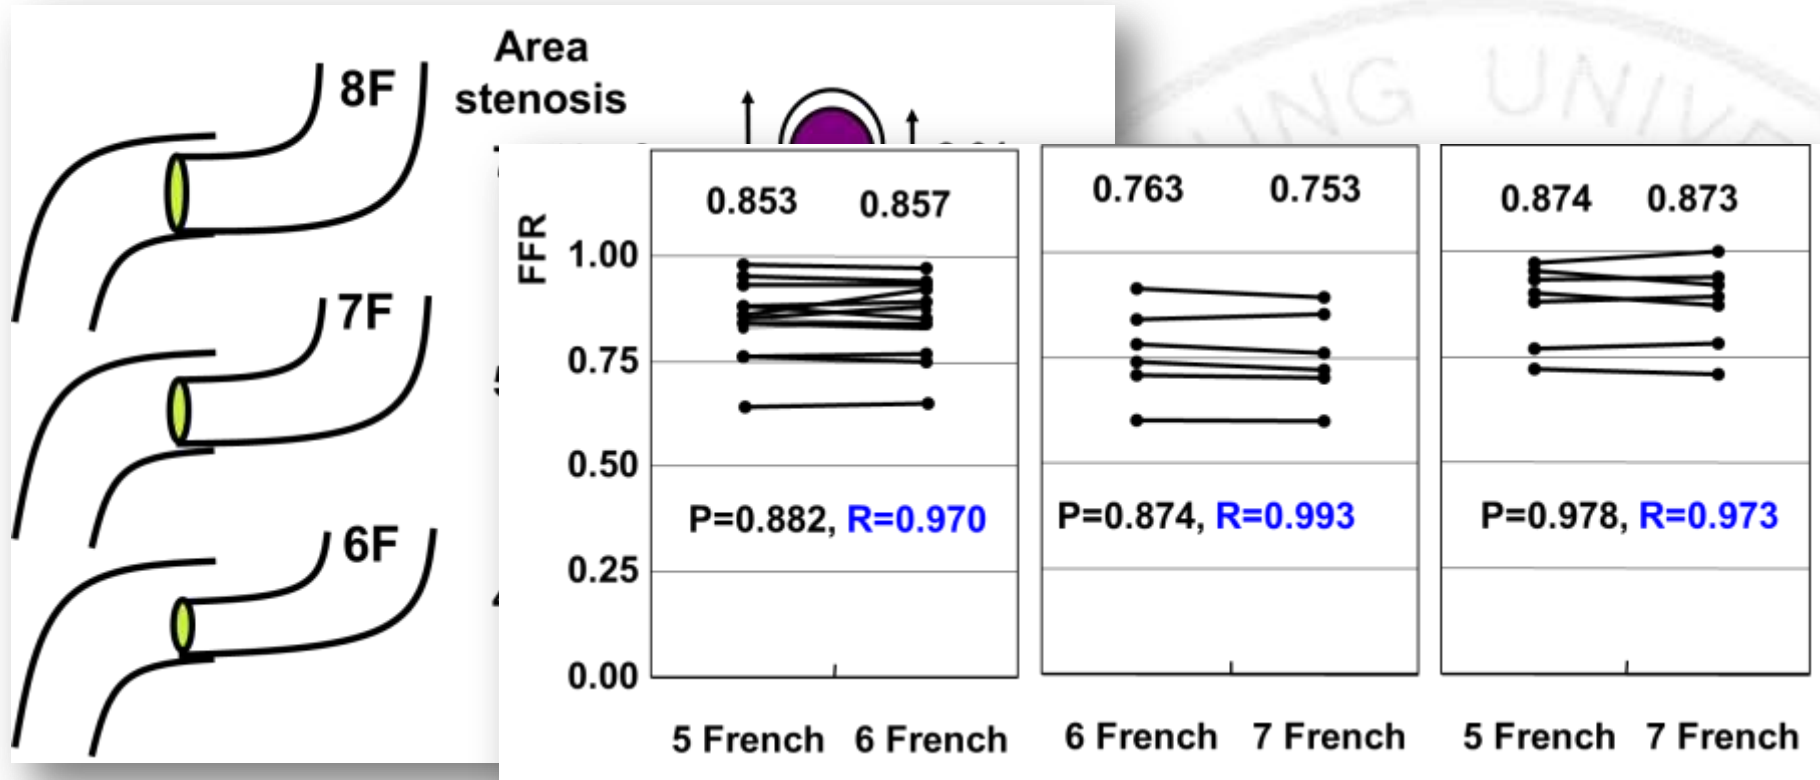 UNG UNIV
Area
stenosis
8F
7F
6F
FFR
0.853 0.857
0.763 0.753
0.874 0.873
1.00
0.75
0.50
0.25
0.00
P=0.882, R=0.970
P=0.874, R=0.993
P=0.978, R=0.973
5 French 6 French
6 French 7 French
5 French 7 French